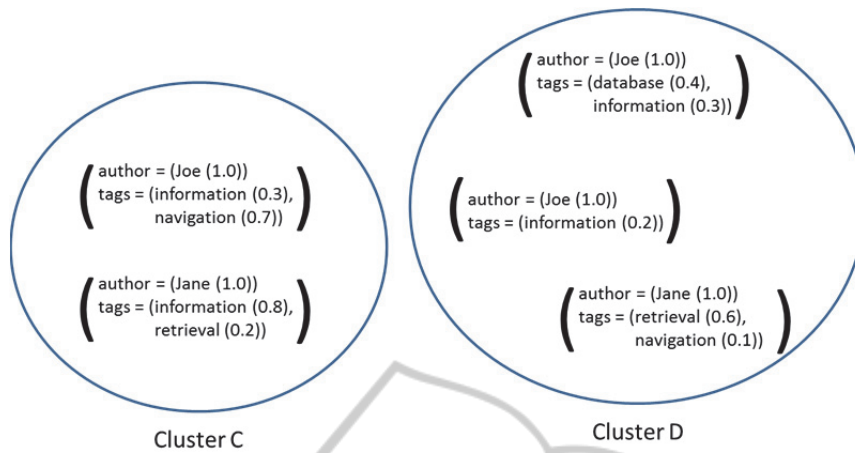 author = (Joe (1.0))
tags = (information (0.3),
navigation (0.7))
author = (Jane (1.0))
tags = (information (0.8),
retrieval (0.2))
Cluster C
author = (Joe (1.0))
tags = (database (0.4),
information (0.3))
author = (Joe (1.0))
tags = (information (0.2))
author = (Jane (1.0))
tags = (retrieval (0.6),
navigation (0.1))
Cluster D